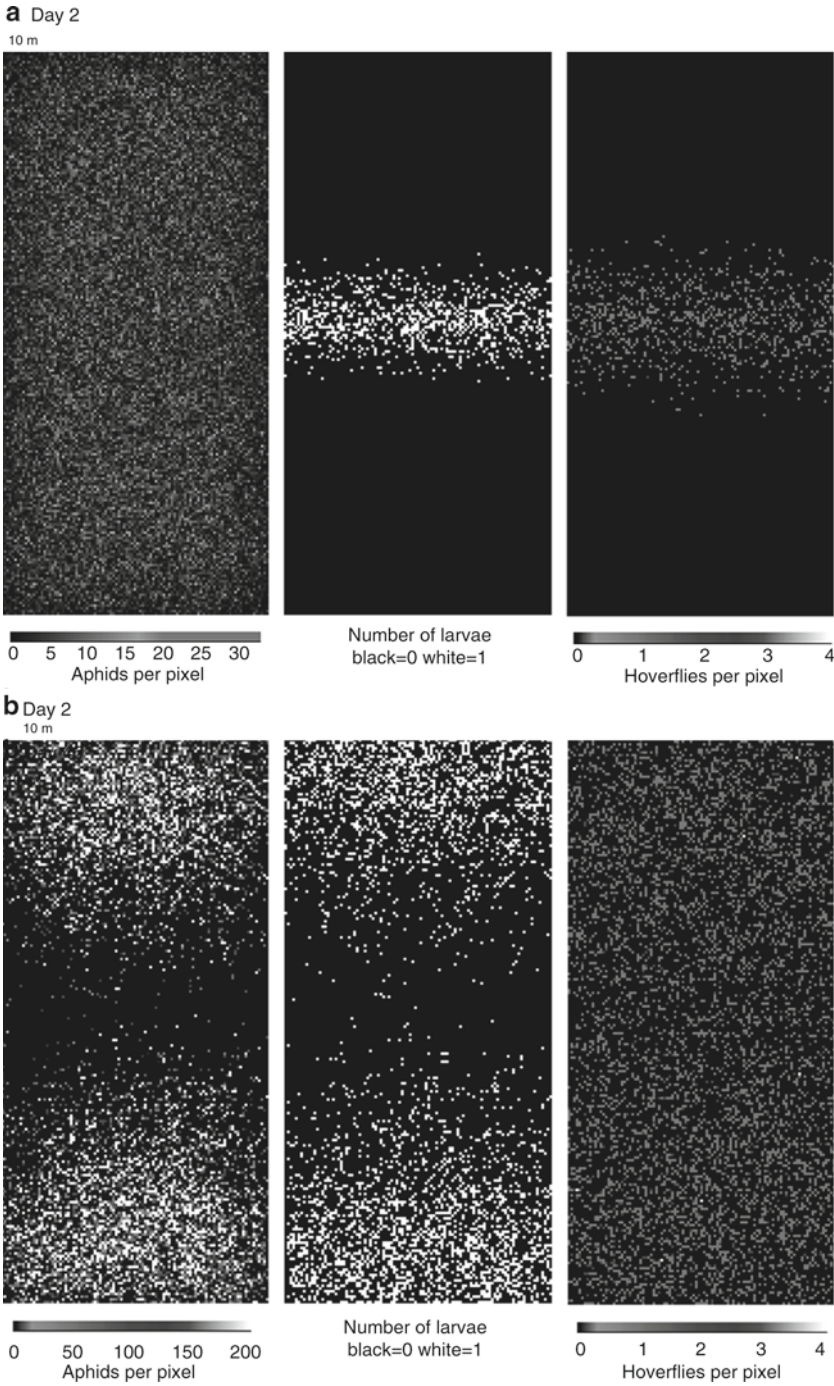 a Day 2
10 m
0 5 10 15 20 25 30
Aphids per pixel
Number of larvae
black=0 white=1
0 1 2 3 4
Hoverflies per pixel
b Day 2
10 m
0 50 100 150 200
Aphids per pixel
Number of larvae
black=0 white=1
0 1 2 3 4
Hoverflies per pixel